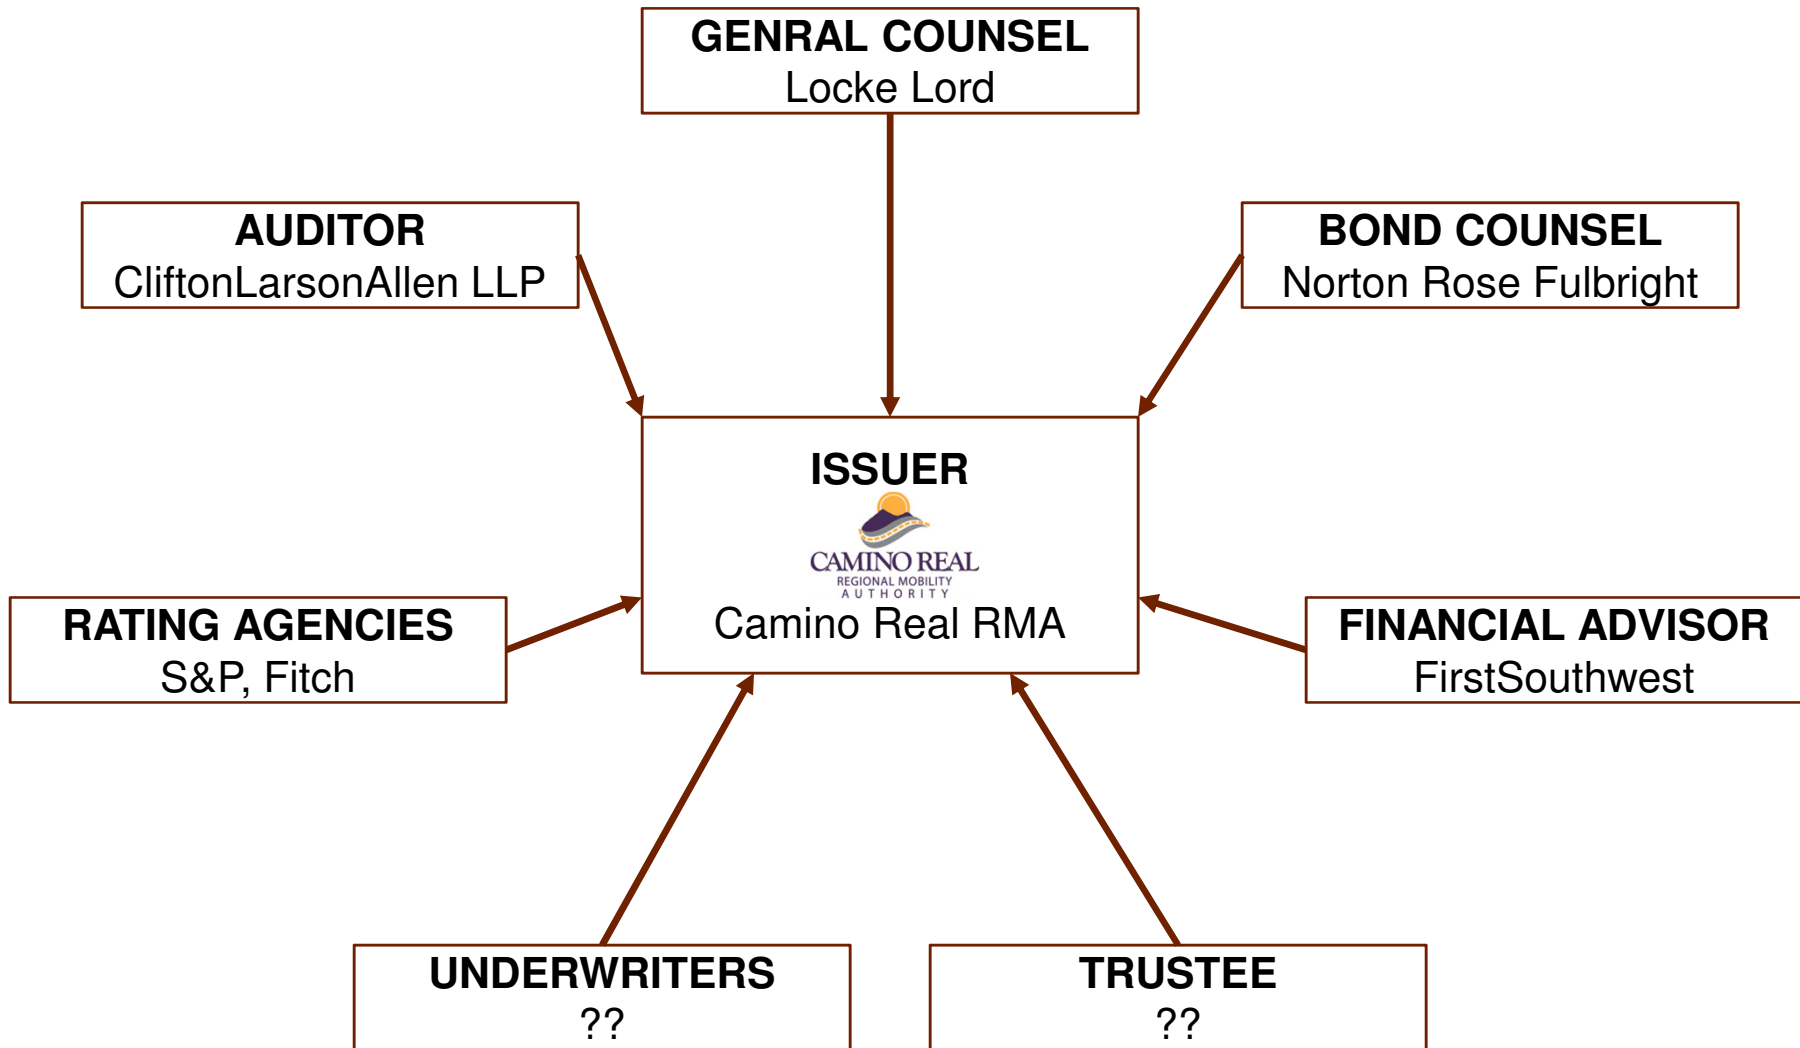 GENRAL COUNSEL
Locke Lord
AUDITOR
CliftonLarsonAllen LLP
BOND COUNSEL
Norton Rose Fulbright
ISSUER
CAMINO REAL
REGIONAL MOBILITY
AUTHORITY
Camino Real RMA
RATING AGENCIES
S&P, Fitch
FINANCIAL ADVISOR
FirstSouthwest
UNDERWRITERS
??
TRUSTEE
??